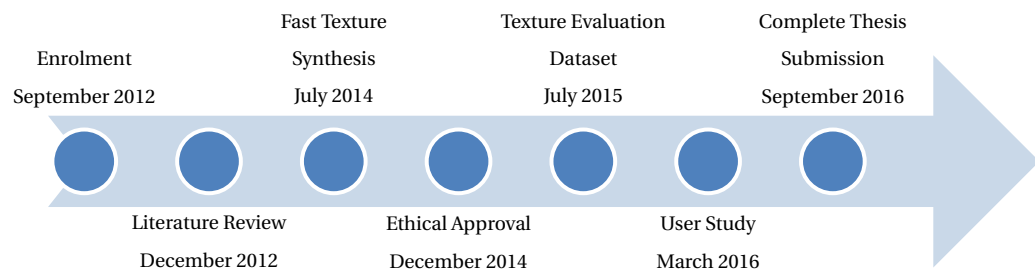 Enrolment
September 2012
Fast Texture
Synthesis
July 2014
Texture Evaluation
Dataset
July 2015
Complete Thesis
Submission
September 2016
Literature Review
December 2012
Ethical Approval
December 2014
User Study
March 2016